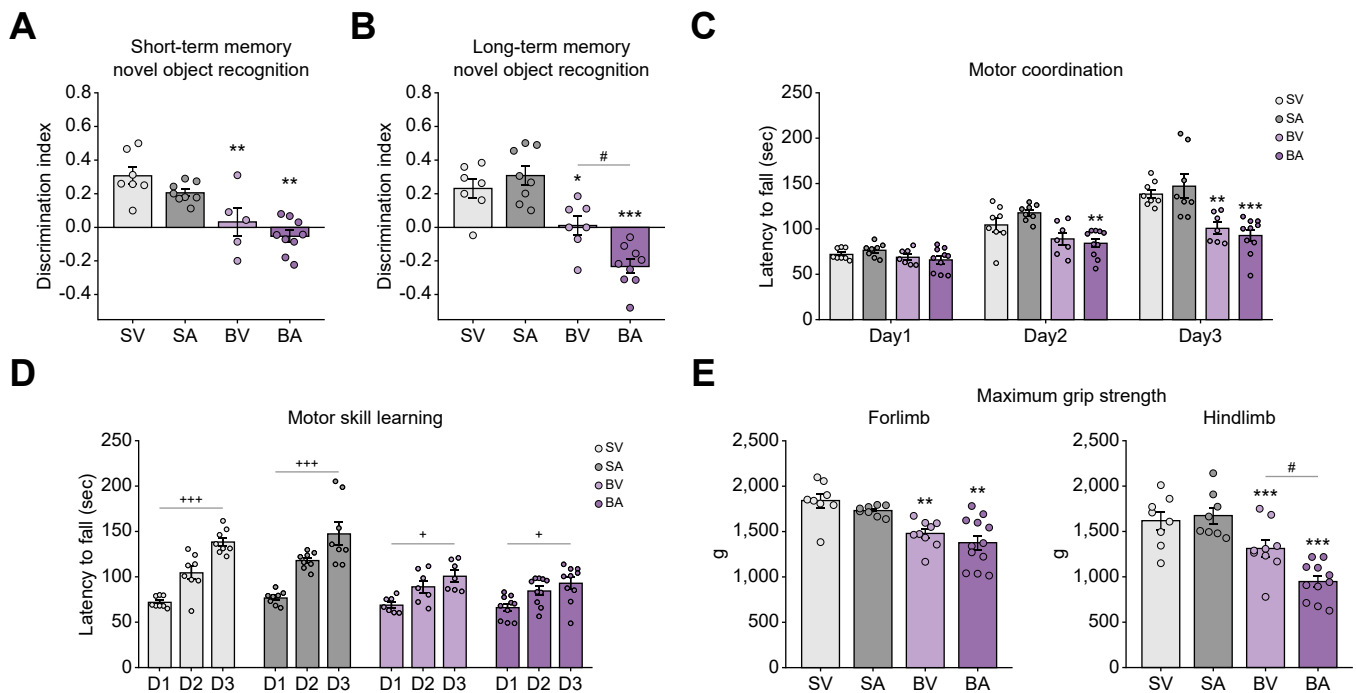 A
Short-term memory
novel object recognition
Discrimination index
0.8
0.6
0.4
0.2
0.0
-0.2
-0.4
**
**
SV SA BV BA
B
Long-term memory
novel object recognition
Discrimination index
0.8
0.6
0.4
0.2
0.0
-0.2
-0.4
*
#
***
SV SA BV BA
C
Motor coordination
Latency to fall (sec)
250
200
150
100
50
0
**
**
***
Day1 Day2 Day3
SV
SA
BV
BA
D
Motor skill learning
Latency to fall (sec)
250
200
150
100
50
0
+++
+++
+
+
D1 D2 D3 D1 D2 D3 D1 D2 D3 D1 D2 D3
SV
SA
BV
BA
E
Maximum grip strength
Forlimb
g
2,500
2,000
1,500
1,000
500
0
**
**
SV SA BV BA
Hindlimb
2,500
2,000
1,500
1,000
500
0
***
#
***
SV SA BV BA